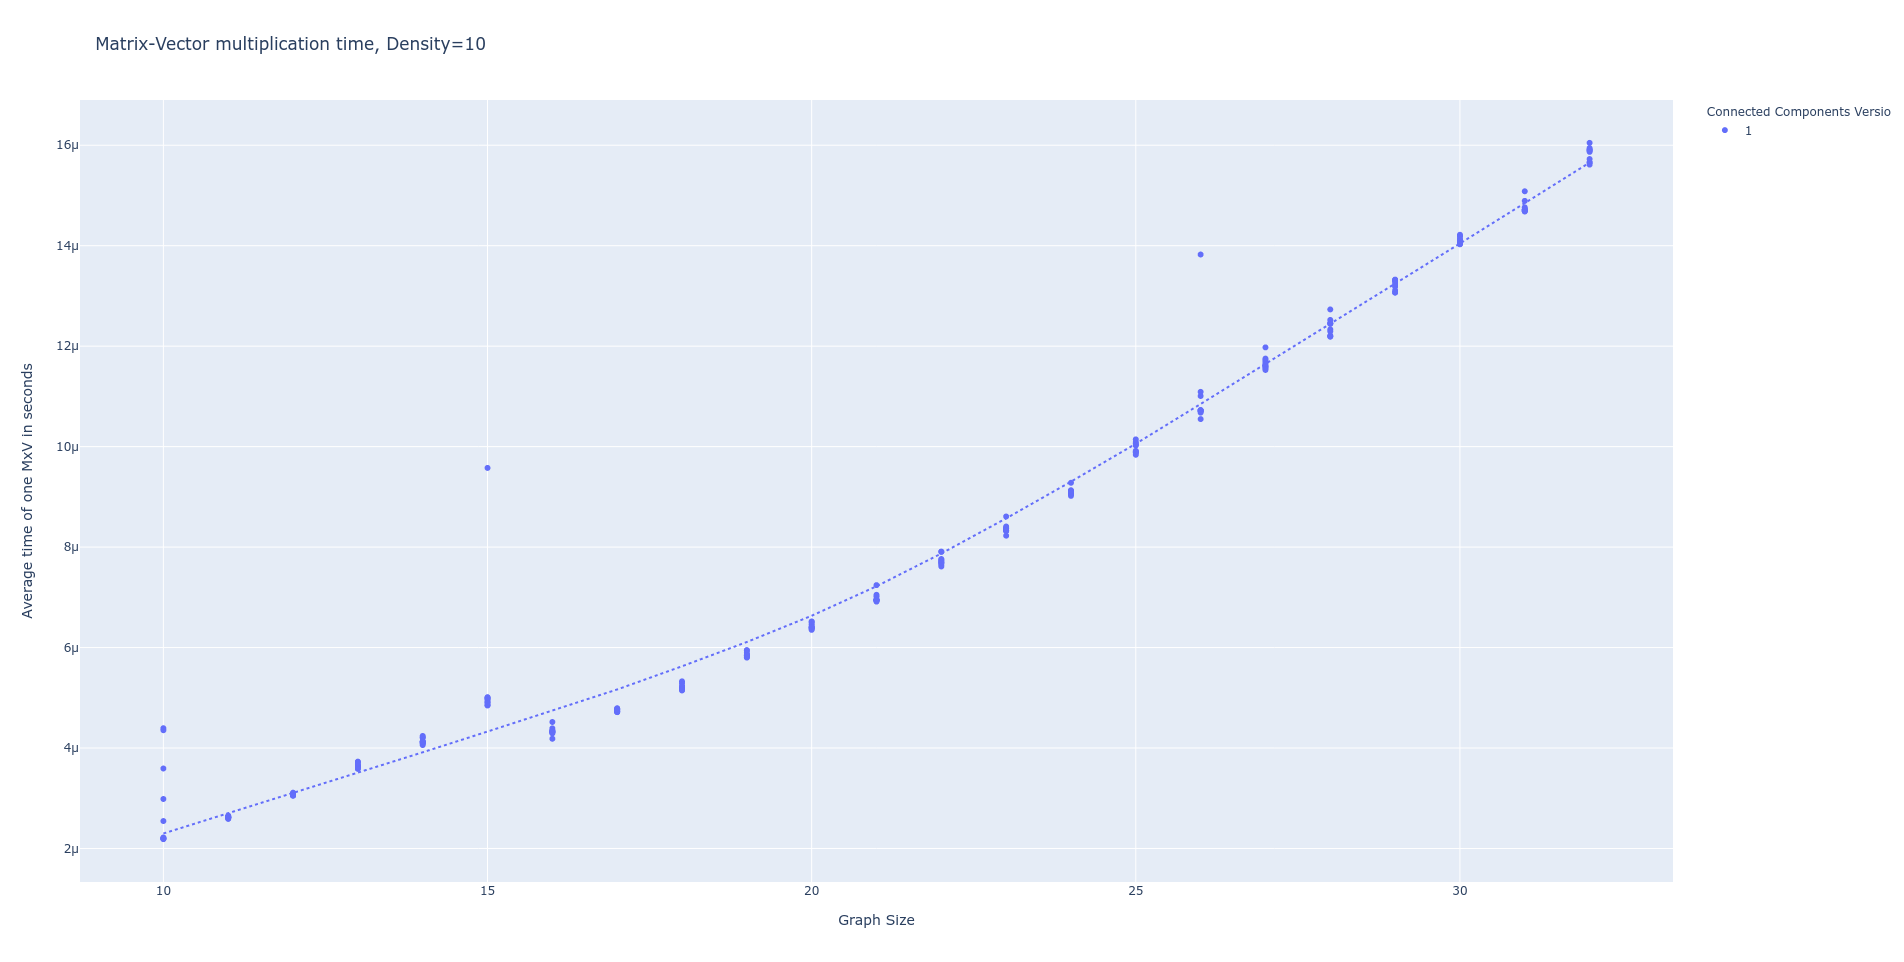 Matrix-Vector multiplication time, Density=10
Connected Components Versio
1
16µ
14µ
12µ
10µ
8µ
6µ
4µ
2µ
Average time of one MxV in seconds
10 15 20 25 30
Graph Size